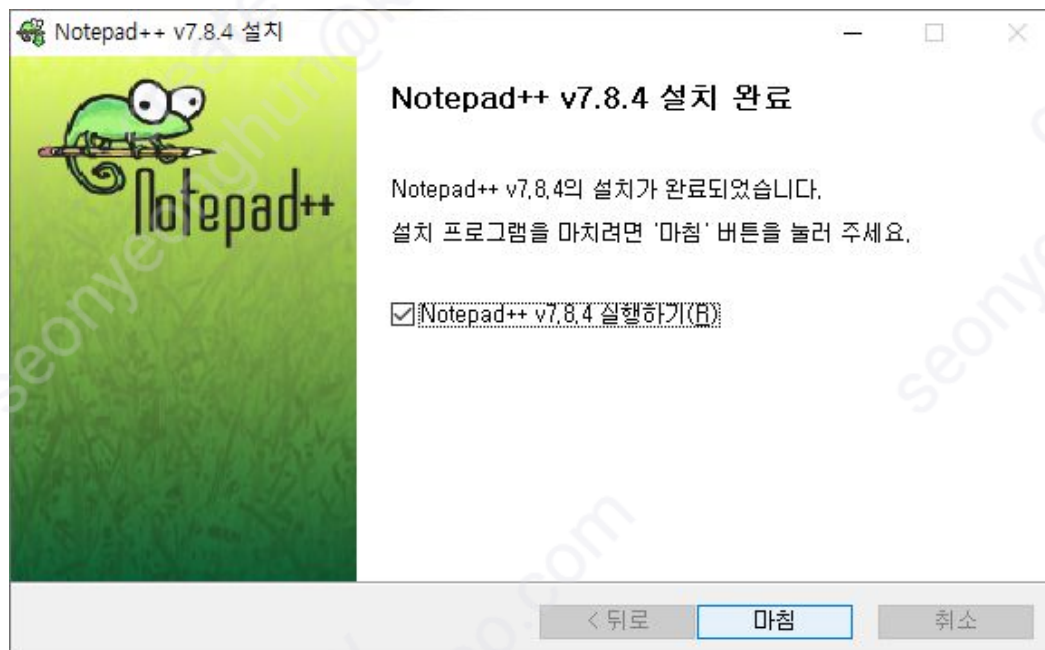 Notepad++ v7.8.4 설치
Notepad++
Notepad++ v7.8.4 설치 완료
Notepad++ v7.8.4의 설치가 완료되었습니다.
설치 프로그램을 마치려면 '마침' 버튼을 눌러 주세요.
Notepad++ v7.8.4 실행하기(R)
< 뒤로
마침
취소